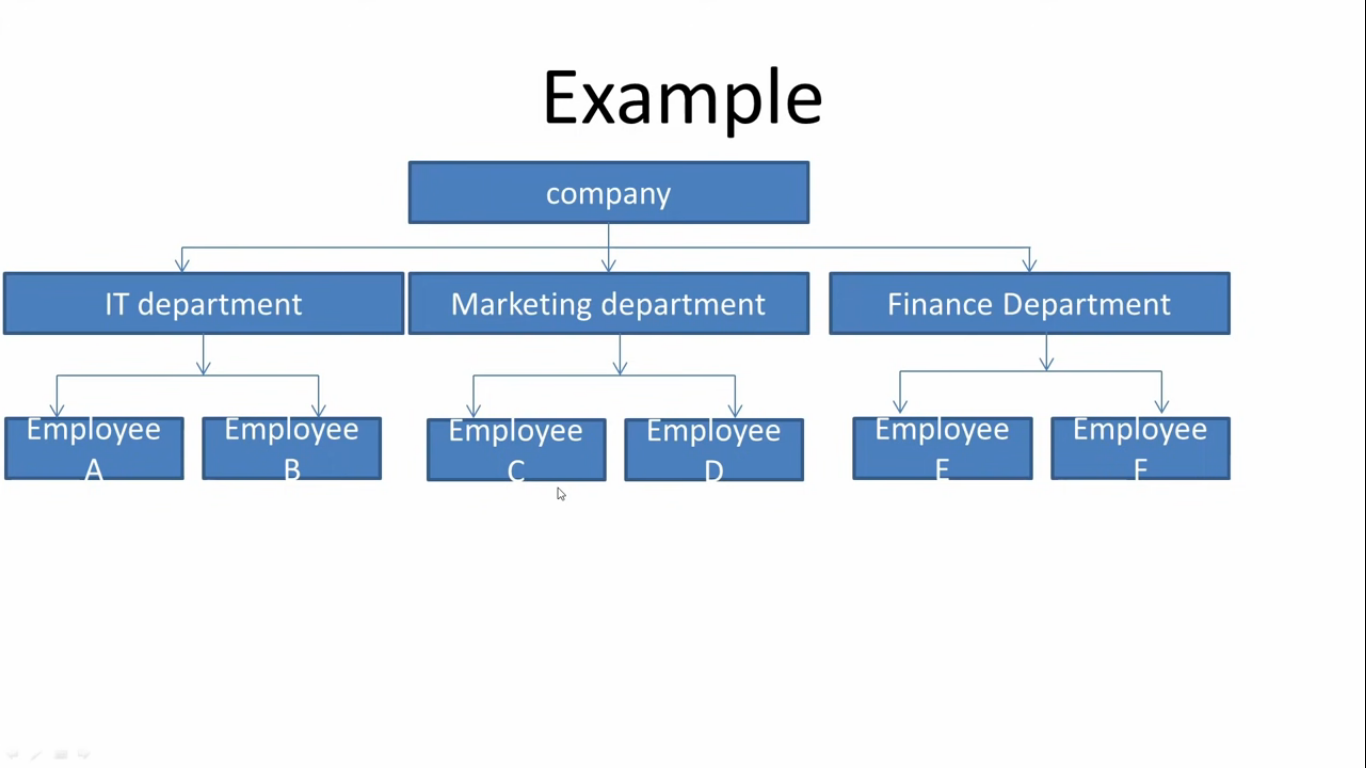 Example
company
IT department
Marketing department
Finance Department
Employee
A
Employee
B
Employee
C
Employee
D
Employee
E
Employee
F